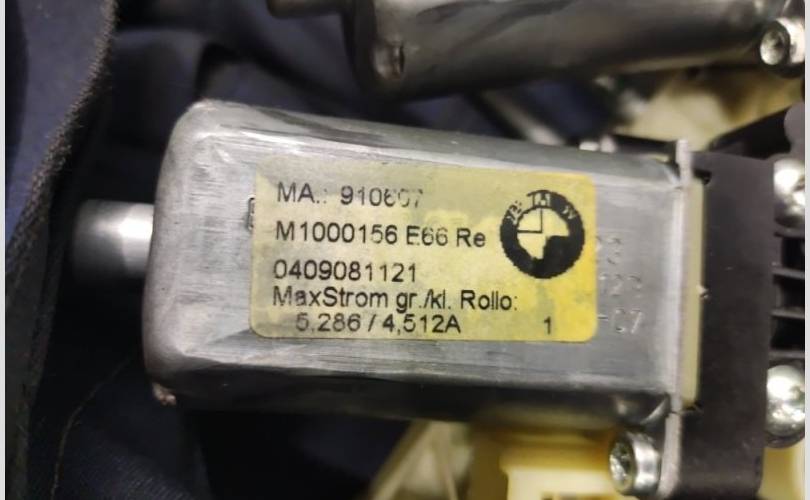 MA.: 910607
M1000156 E66 Re
0409081121
MaxStrom gr./kl. Rollo:
5,286 / 4,512A 1